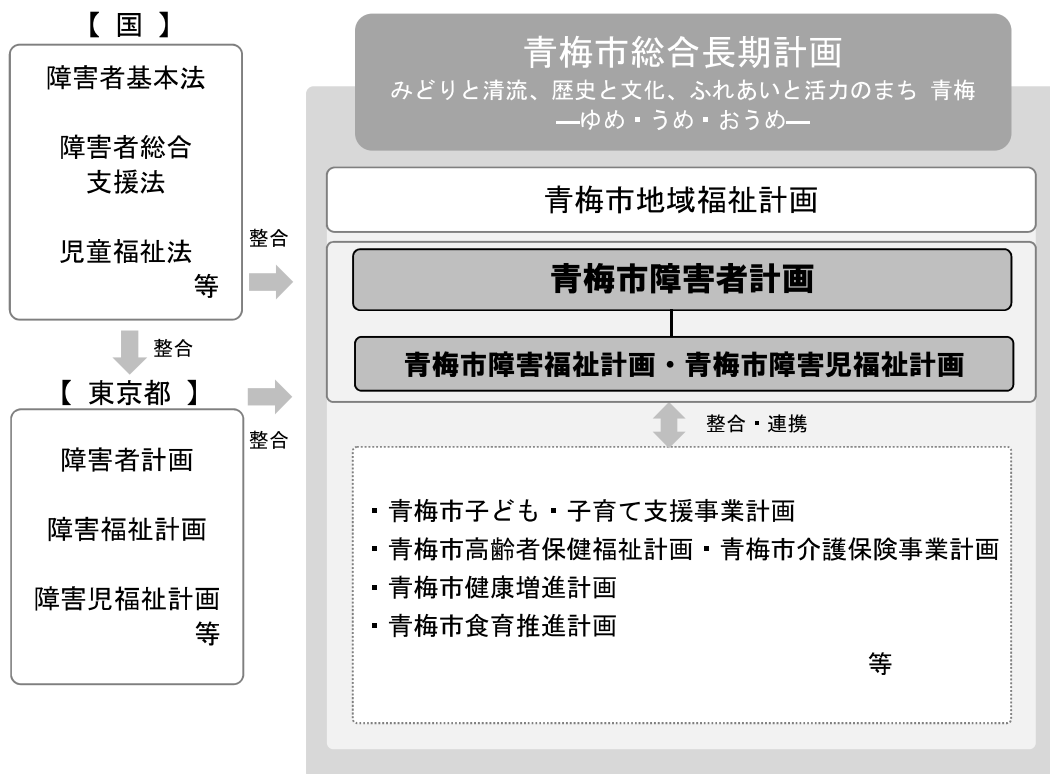 【 国 】
障害者基本法
障害者総合
支援法
児童福祉法
等
整合
整合
【 東京都 】
整合
障害者計画
障害福祉計画
障害児福祉計画
等
青梅市総合長期計画
みどりと清流、歴史と文化、ふれあいと活力のまち 青梅
―ゆめ・うめ・おうめ―
青梅市地域福祉計画
青梅市障害者計画
青梅市障害福祉計画・青梅市障害児福祉計画
整合・連携
・青梅市子ども・子育て支援事業計画
・青梅市高齢者保健福祉計画・青梅市介護保険事業計画
・青梅市健康増進計画
・青梅市食育推進計画
等